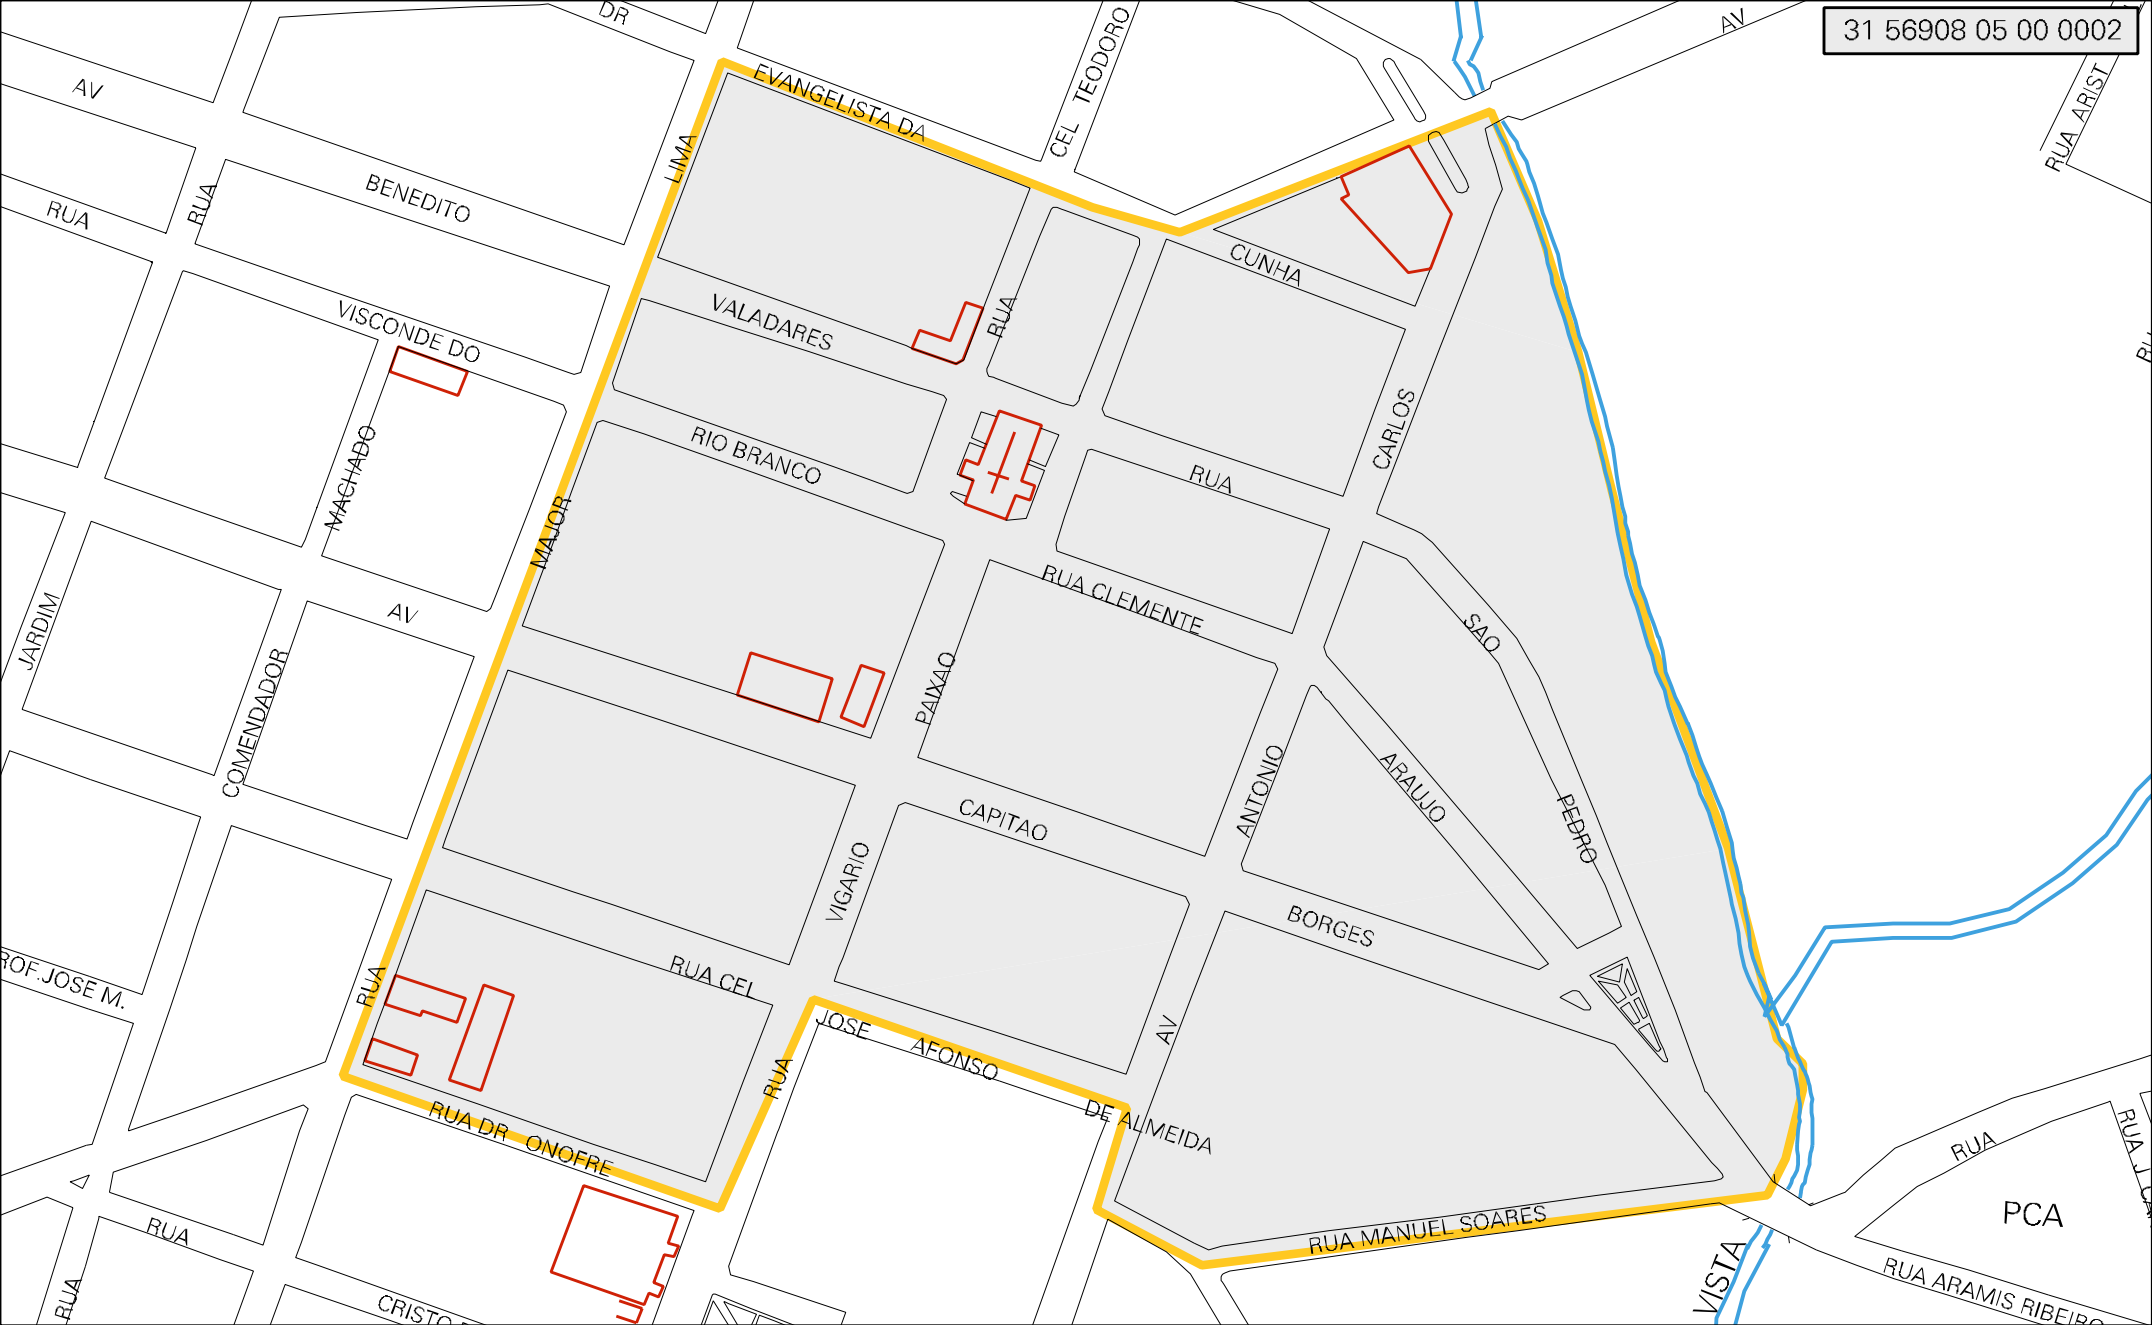 DR
AV
31 56908 05 00 0002
EVANGELISTA DA
CEL TEODORO
RUA ARIST
AV
LIMA
BENEDITO
RUA
RUA
CUNHA
VALADARES
RUA
VISCONDE DO
RIO BRANCO
CARLOS
MACHADO
RUA
MAJOR
RUA CLEMENTE
AV
JARDIM
SAO
COMENDADOR
PAIXAO
ANTONIO
ARAUJO
PEDRO
CAPITAO
VIGARIO
BORGES
RUA CEL
RUA
ROF.JOSE M.
JOSE AFONSO DE ALMEIDA
AV
RUA
RUA DR ONOFRE
RUA
RUA J
PCA
RUA MANUEL SOARES
RUA
VISTA
RUA ARAMIS RIBEIRO
RUA
CRISTO